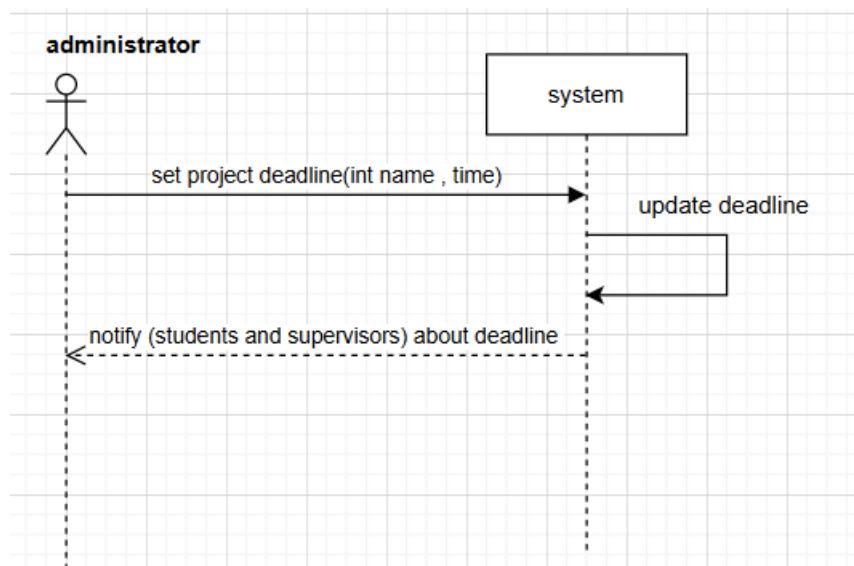 administrator
system
set project deadline(int name , time)
update deadline
notify (students and supervisors) about deadline